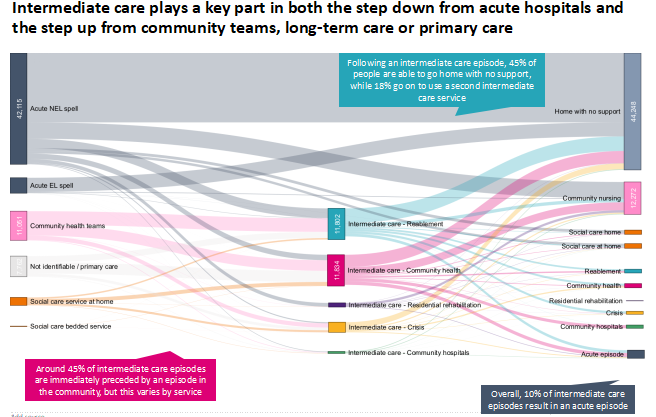 Intermediate care plays a key part in both the step down from acute hospitals and
the step up from community teams, long-term care or primary care
Following an intermediate care episode, 45% of
people are able to go home with no support,
while 18% go on to use a second intermediate
care service
42,115
Acute NEL spell
Home with no support
44,248
Acute EL spell
Community nursing
12,272
11,051
Community health teams
11,802
Intermediate care - Reablement
Social care home
Social care at home
Not identifiable / primary care
11,834
Intermediate care - Community health
Reablement
Community health
Social care service at home
Intermediate care - Residential rehabilitation
Residential rehabilitation
Crisis
Social care bedded service
Intermediate care - Crisis
Community hospitals
Intermediate care - Community hospitals
Acute episode
Around 45% of intermediate care episodes
are immediately preceded by an episode in
the community, but this varies by service
Overall, 10% of intermediate care
episodes result in an acute episode